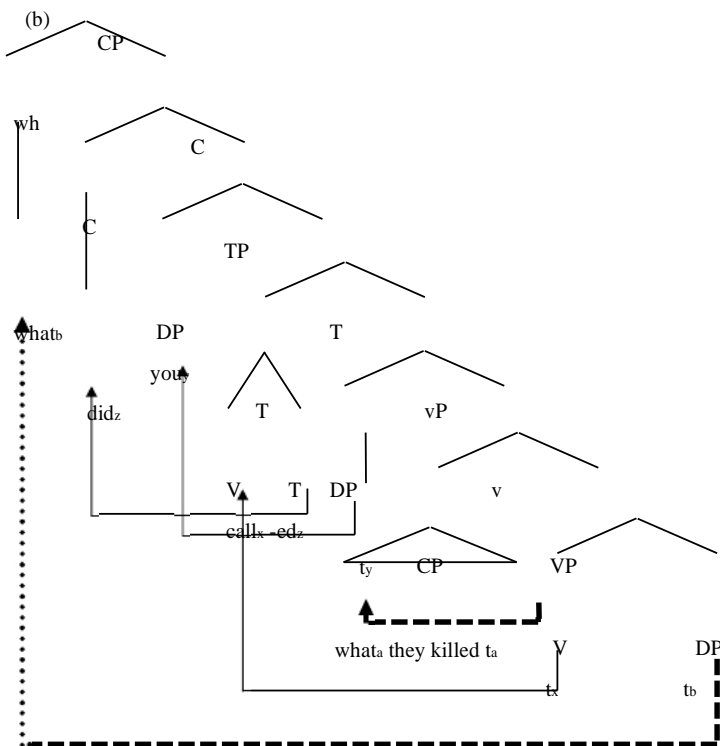 (b)
CP
wh
C
C
TP
whatb DP T
youy
didz T vP
V T DP v
callx -edz
ty CP VP
whata they killed ta V DP
tx tb